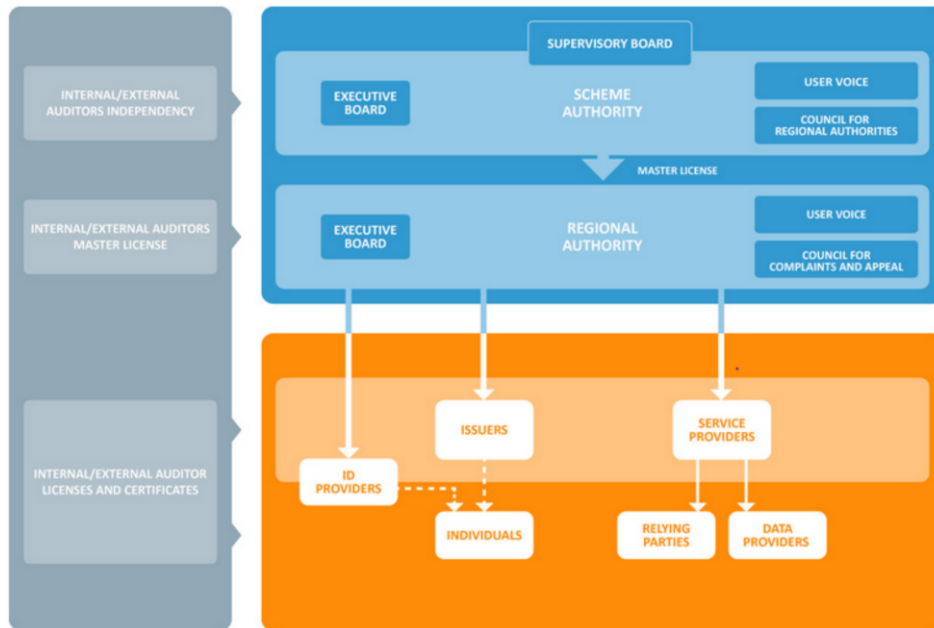 SUPERVISORY BOARD
INTERNAL/EXTERNAL
AUDITORS INDEPENDENCY
EXECUTIVE
BOARD
SCHEME
AUTHORITY
USER VOICE
COUNCIL FOR
REGIONAL AUTHORITIES
MASTER LICENSE
INTERNAL/EXTERNAL AUDITORS
MASTER LICENSE
EXECUTIVE
BOARD
REGIONAL
AUTHORITY
USER VOICE
COUNCIL FOR
COMPLAINTS AND APPEAL
INTERNAL/EXTERNAL AUDITOR
LICENSES AND CERTIFICATES
ISSUERS
SERVICE
PROVIDERS
ID
PROVIDERS
INDIVIDUALS
RELYING
PARTIES
DATA
PROVIDERS